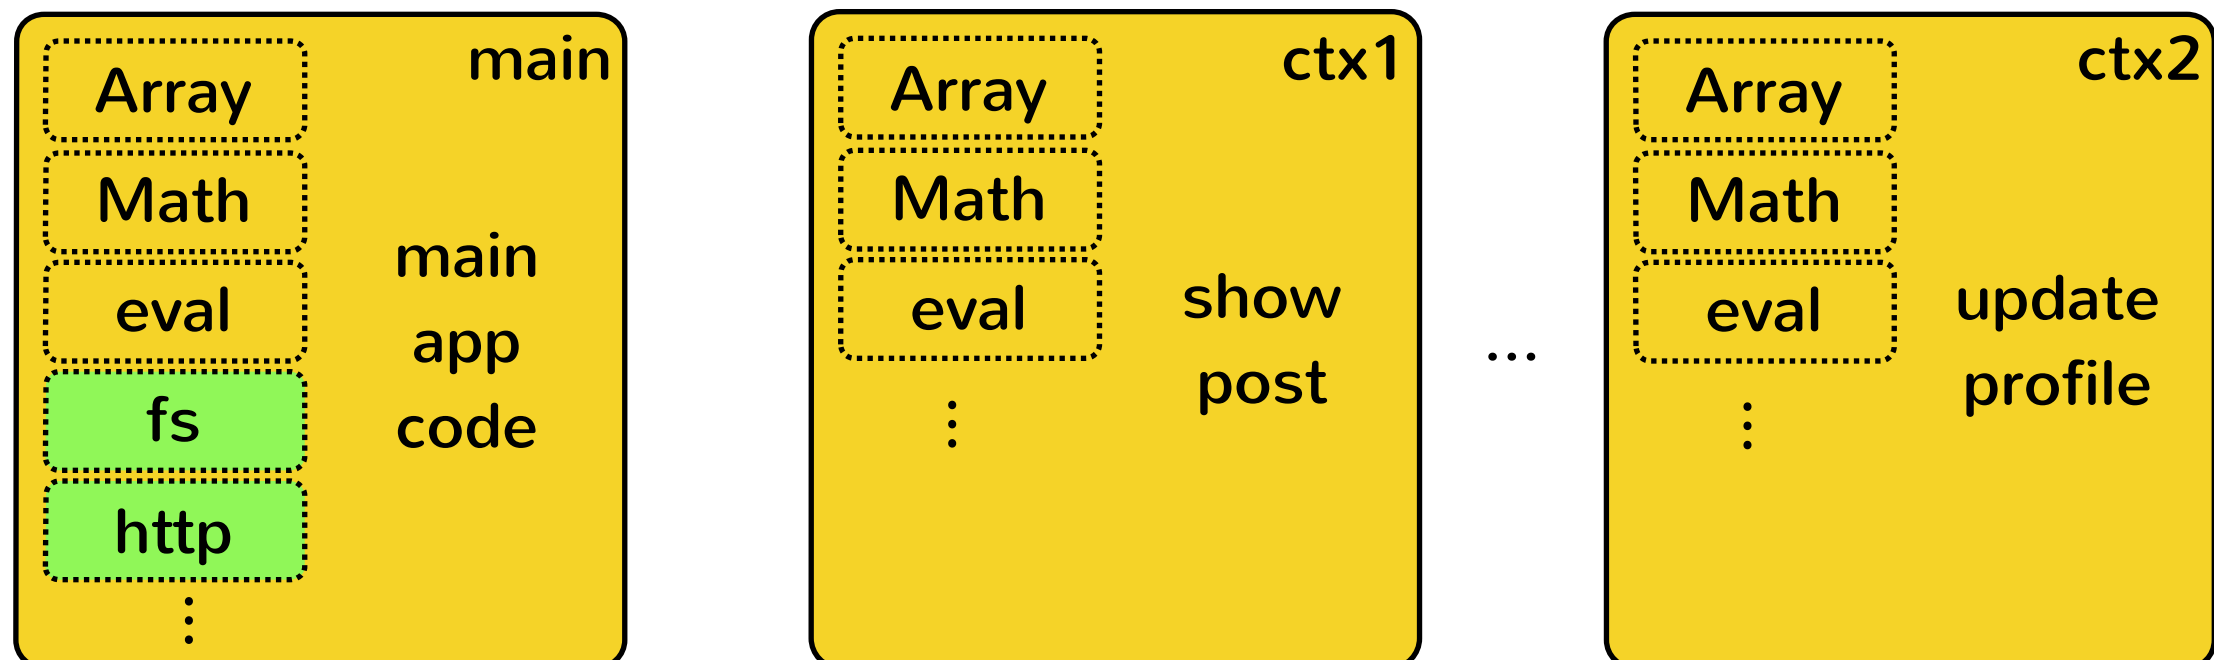 main
Array
Math
eval
fs
http
⋮
main
app
code
ctx1
Array
Math
eval
⋮
show
post
...
ctx2
Array
Math
eval
⋮
update
profile